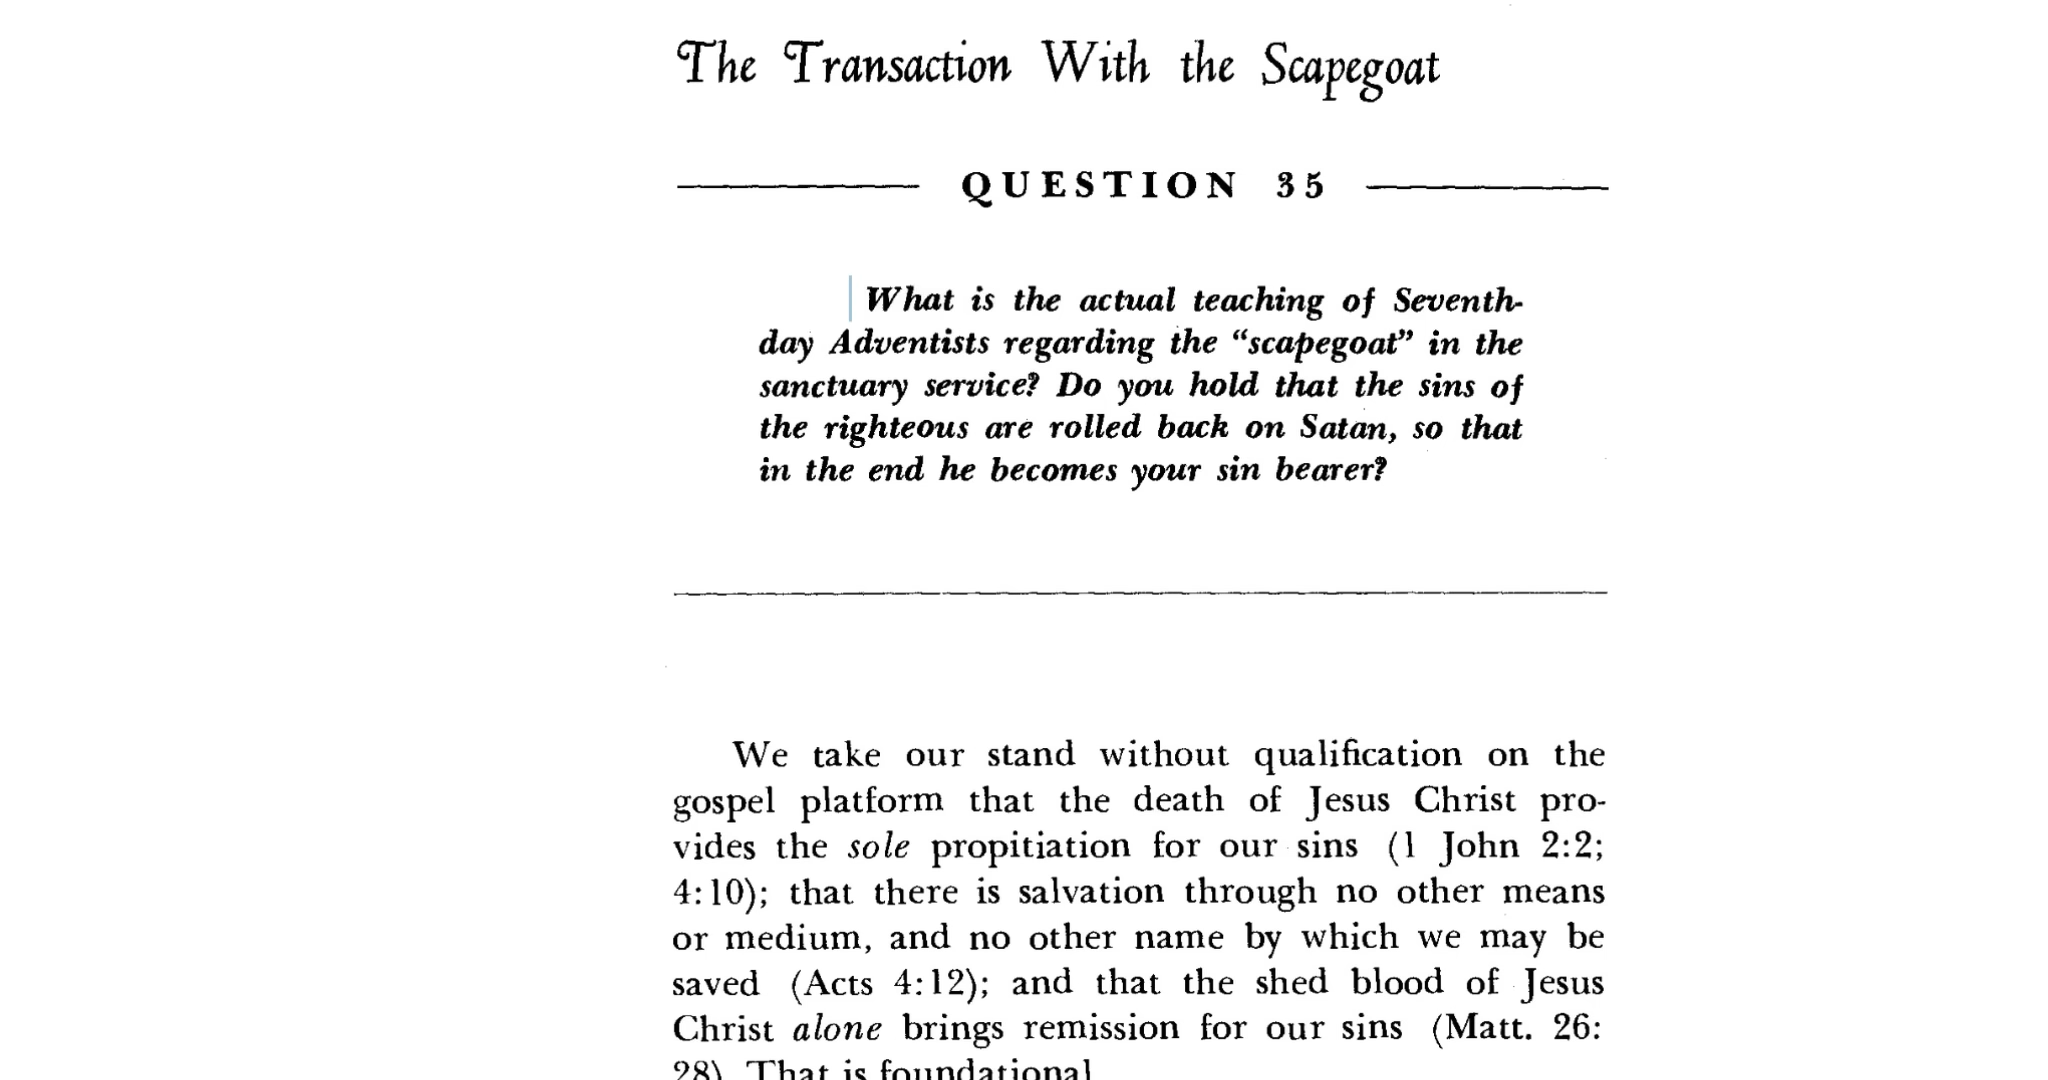 The Transaction With the Scapegoat
QUESTION 35
What is the actual teaching of Seventh-
day Adventists regarding the “scapegoat” in the
sanctuary service? Do you hold that the sins of
the righteous are rolled back on Satan, so that
in the end he becomes your sin bearer?
We take our stand without qualification on the
gospel platform that the death of Jesus Christ pro-
vides the sole propitiation for our sins (1 John 2:2;
4:10); that there is salvation through no other means
or medium, and no other name by which we may be
saved (Acts 4:12); and that the shed blood of Jesus
Christ alone brings remission for our sins (Matt. 26:
28). That is foundational.